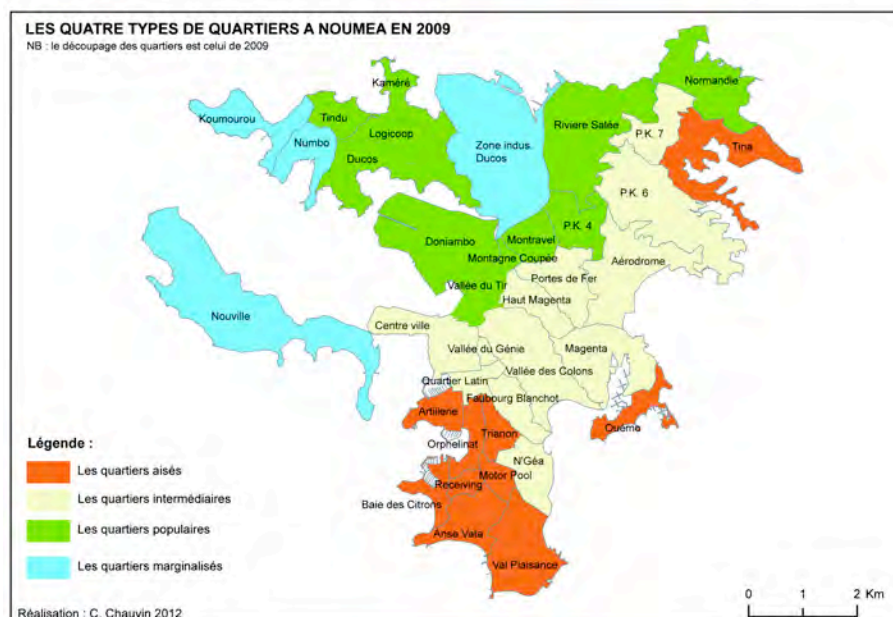 LES QUATRE TYPES DE QUARTIERS A NOUMEA EN 2009
NB : le découpage des quartiers est celui de 2009
Kaméré
Normandie
Koumourou
Tindu
Logicoop
Rivière Salée
Numbo
Zone indus.
Ducos
P.K. 7
Tina
Ducos
P.K. 6
Doniambo
Montravel
P.K. 4
Montagne Coupée
Aérodrome
Portes de Fer
Vallée du Tir
Haut Magenta
Nouville
Centre ville
Vallée du Génie
Magenta
Vallée des Colons
Quartier Latin
Faubourg Blanchot
Artillerie
Trianon
Ouémo
Orphelinat
N'Géa
Motor Pool
Receiving
Baie des Citrons
Anse Vata
Val Plaisance
Légende :
Les quartiers aisés
Les quartiers intermédiaires
Les quartiers populaires
Les quartiers marginalisés
0 1 2 Km
Réalisation : C. Chauvin 2012